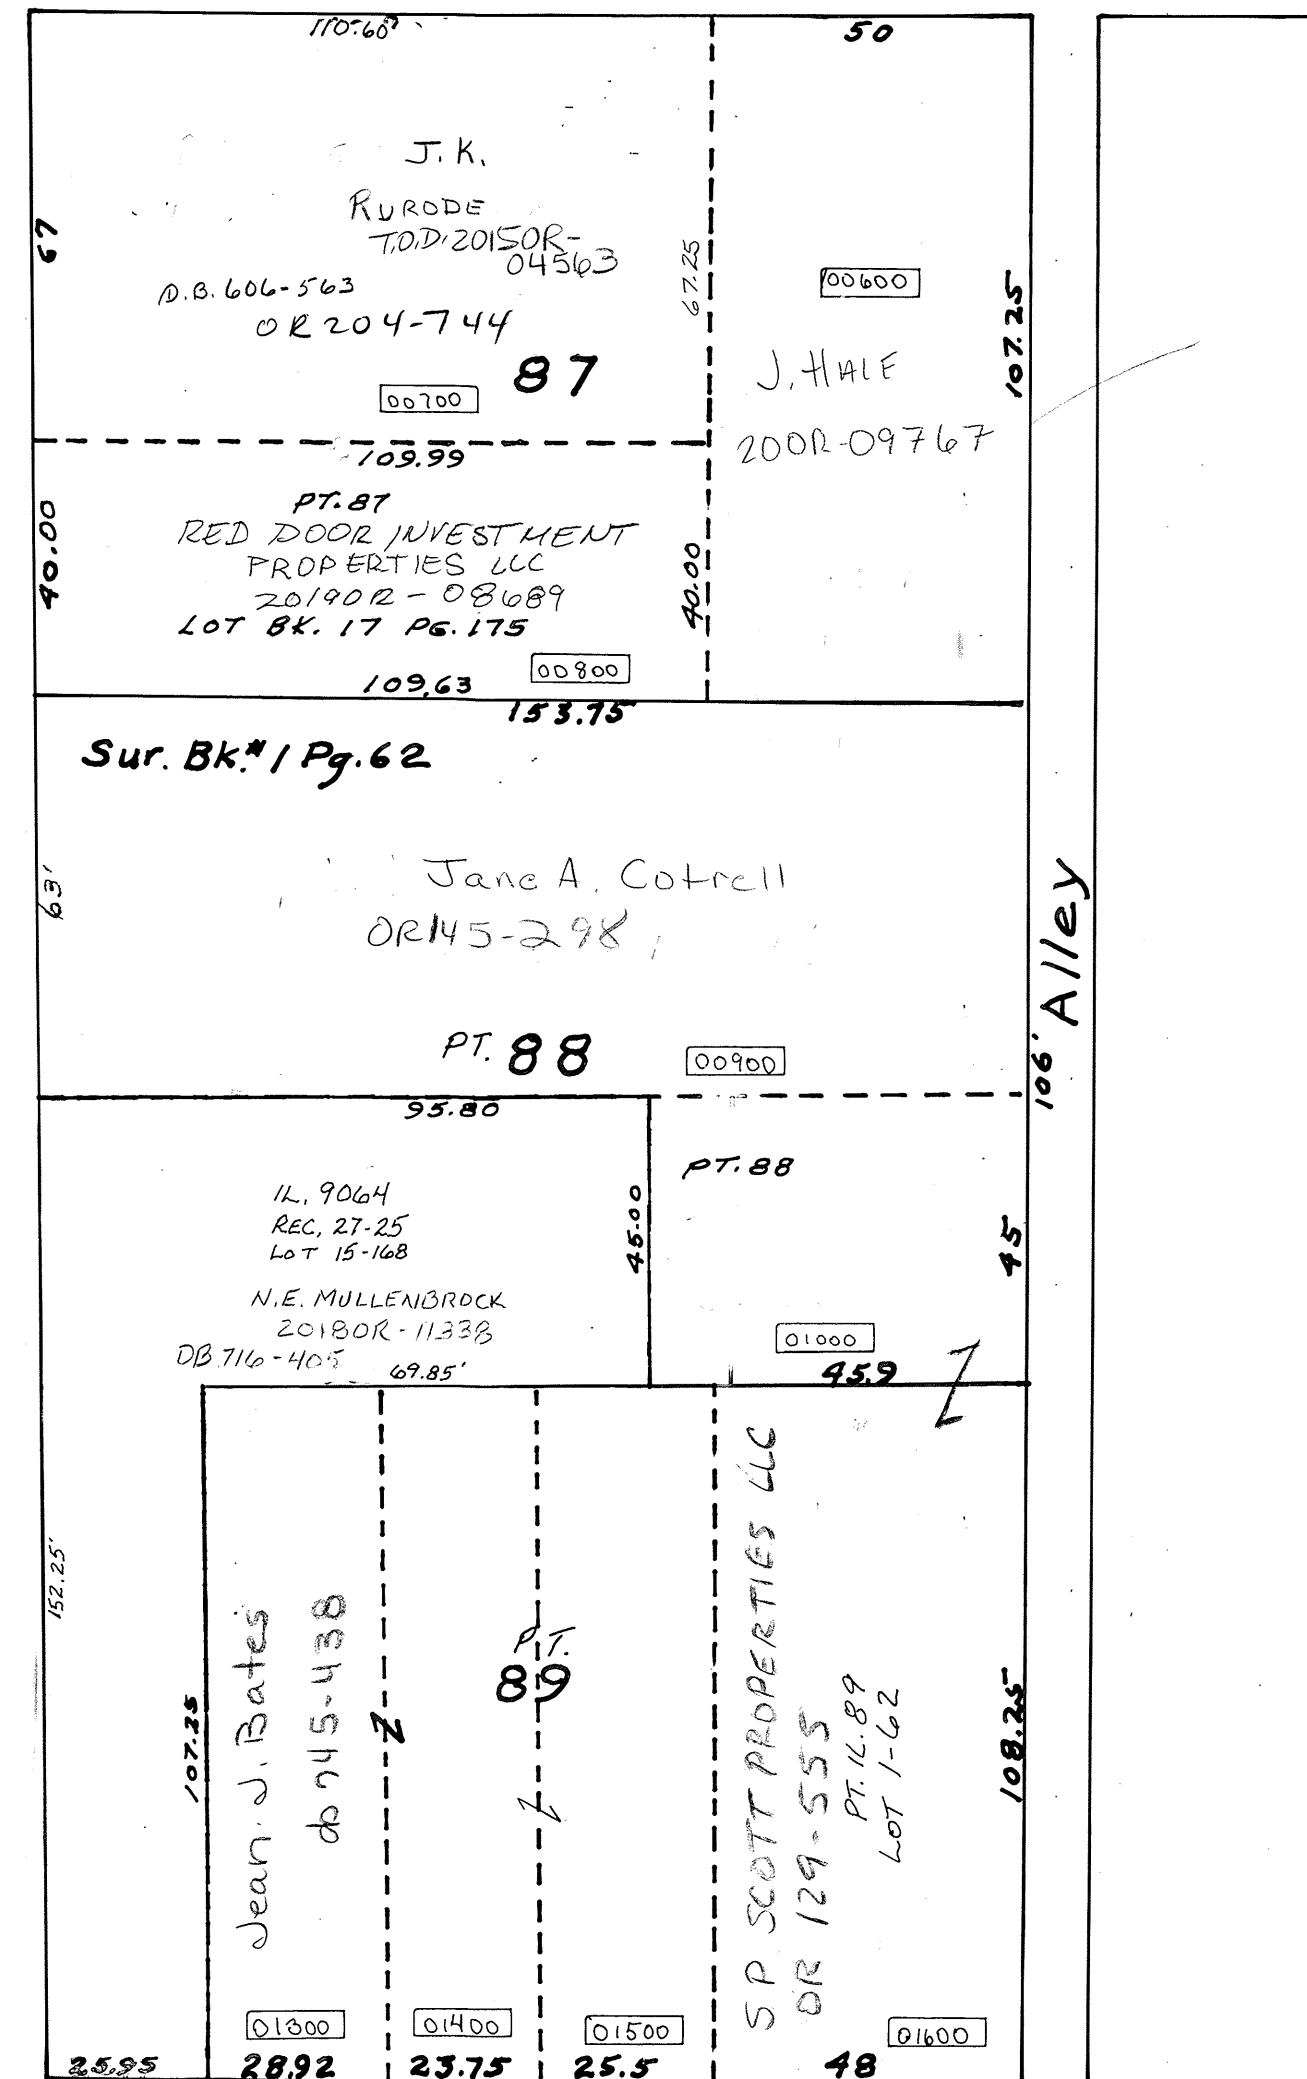 110.60'
50
67
J. K.
RURODE
T.O.D. 2015OR-
04563
D.B. 606-563
OR 204-744
87
00700
67.25
00600
J. HALE
200R-09767
107.25
109.99
40.00
PT. 87
RED DOOR INVESTMENT
PROPERTIES LLC
2019OR - 08689
LOT BK. 17 PG. 175
00800
40.00
109.63
153.75
Sur. Bk.#1 Pg. 62
63'
Jane A. Cotrell
OR145-298
PT. 88
00900
106' Alley
95.80
IL. 9064
REC. 27-25
LOT 15-168
N.E. MULLENBROCK
2018OR-11338
DB 716-405
69.85'
45.00
PT. 88
45
01000
45.9
152.25'
107.25
Jean J. Bates
db 745-438
P.T.
89
S P SCOTT PROPERTIES LLC
OR 129-555
PT. IL. 89
LOT 1-62
108.25
01300
01400
01500
01600
25.95
28.92
23.75
25.5
48